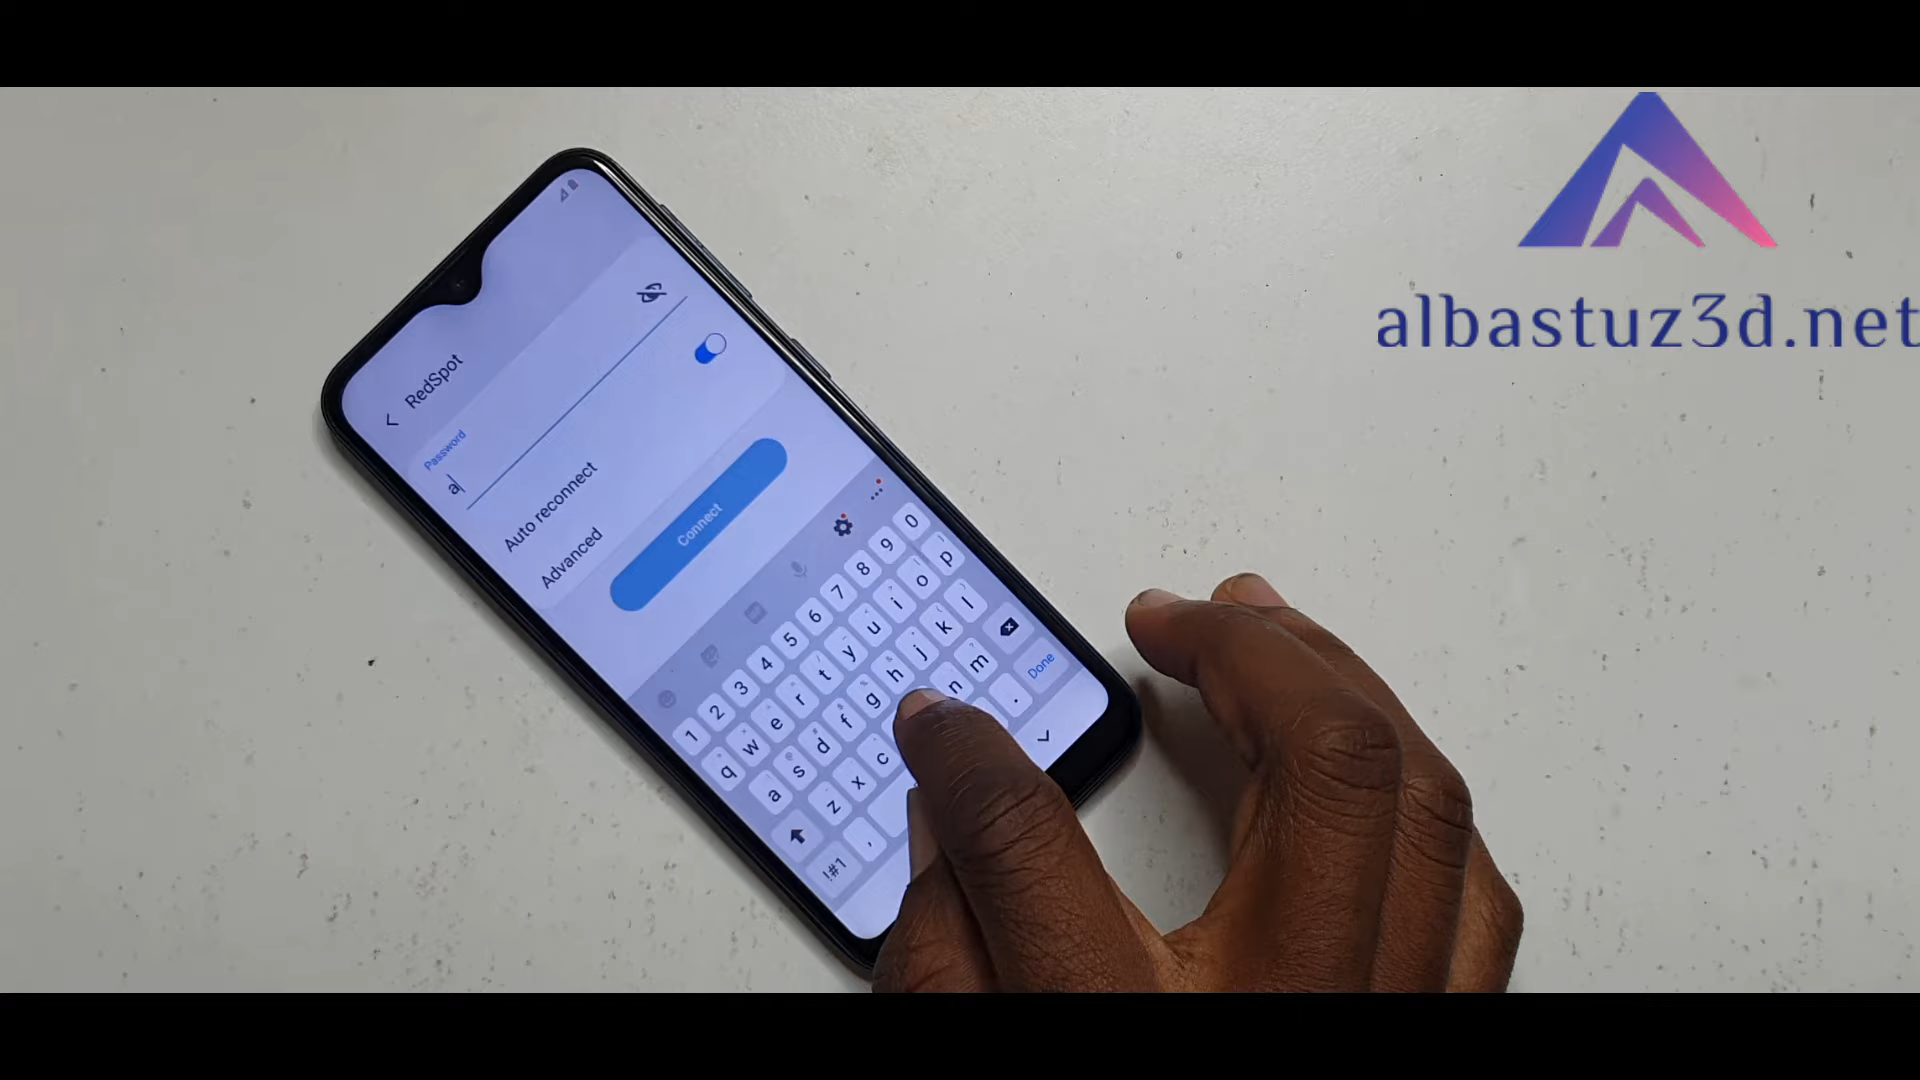 albastuz3d.net
RedSpot
Password
a
Auto reconnect
Advanced
Connect
1 2 3 4 5 6 7 8 9 0
q w e r t y u i o p
a s d f g h j k l
z x c n m
!#1 , . Done